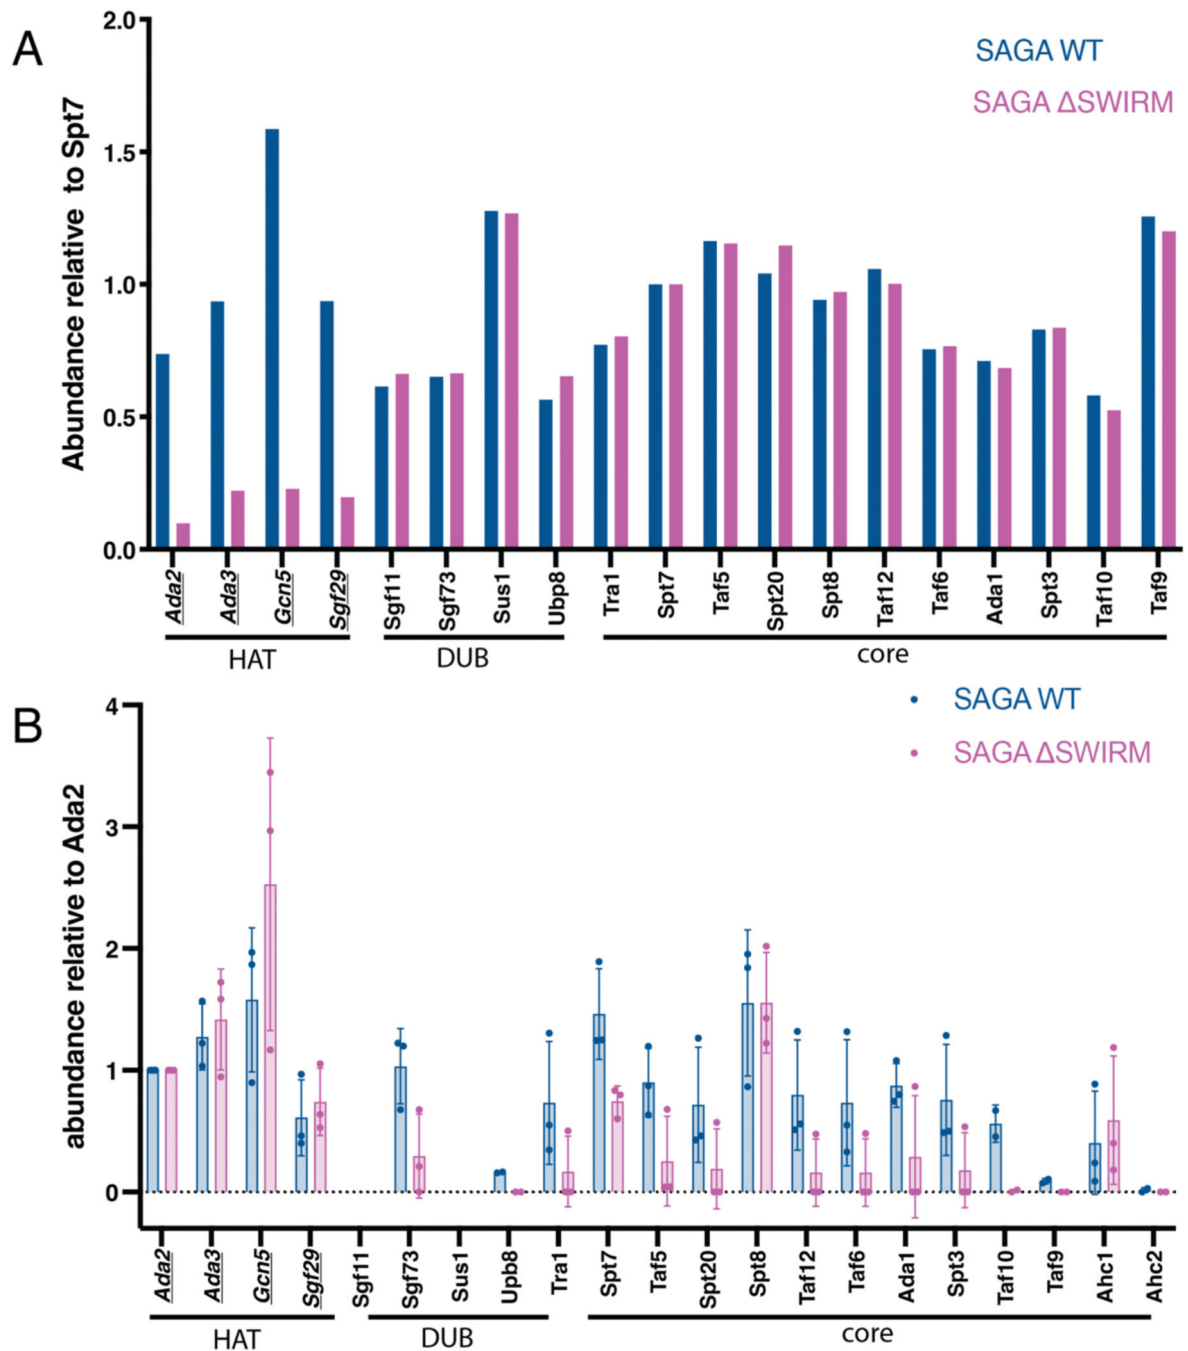 A
2.0
1.5
1.0
0.5
0.0
Abundance relative to Spt7
SAGA WT
SAGA ΔSWIRM
Ada2 Ada3 Gcn5 Sgf29 Sgf11 Sgf73 Sus1 Ubp8 Tra1 Spt7 Taf5 Spt20 Spt8 Taf12 Taf6 Ada1 Spt3 Taf10 Taf9
HAT DUB core
B
4
3
2
1
0
abundance relative to Ada2
SAGA WT
SAGA ΔSWIRM
Ada2 Ada3 Gcn5 Sgf29 Sgf11 Sgf73 Sus1 Upb8 Tra1 Spt7 Taf5 Spt20 Spt8 Taf12 Taf6 Ada1 Spt3 Taf10 Taf9 Ahc1 Ahc2
HAT DUB core